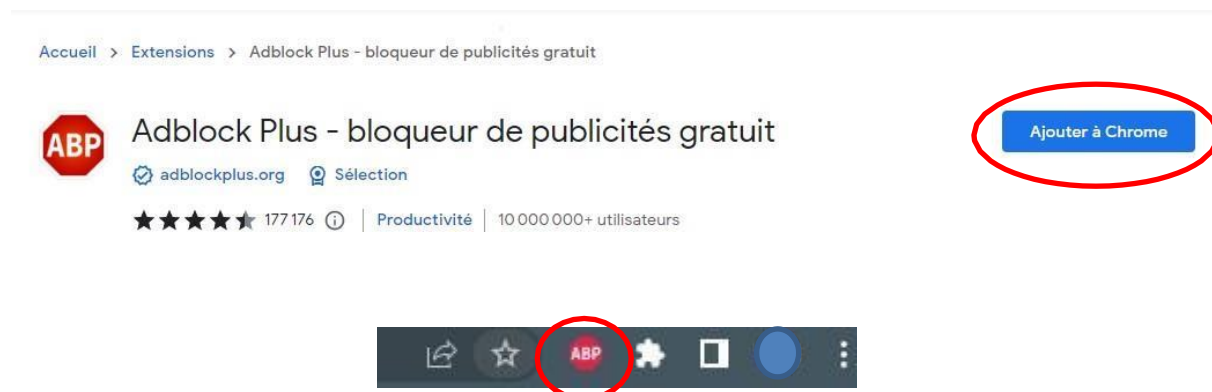 Accueil > Extensions > Adblock Plus - bloqueur de publicités gratuit
ABP
Adblock Plus - bloqueur de publicités gratuit
Ajouter à Chrome
adblockplus.org Sélection
177 176 | Productivité | 10 000 000+ utilisateurs
ABP